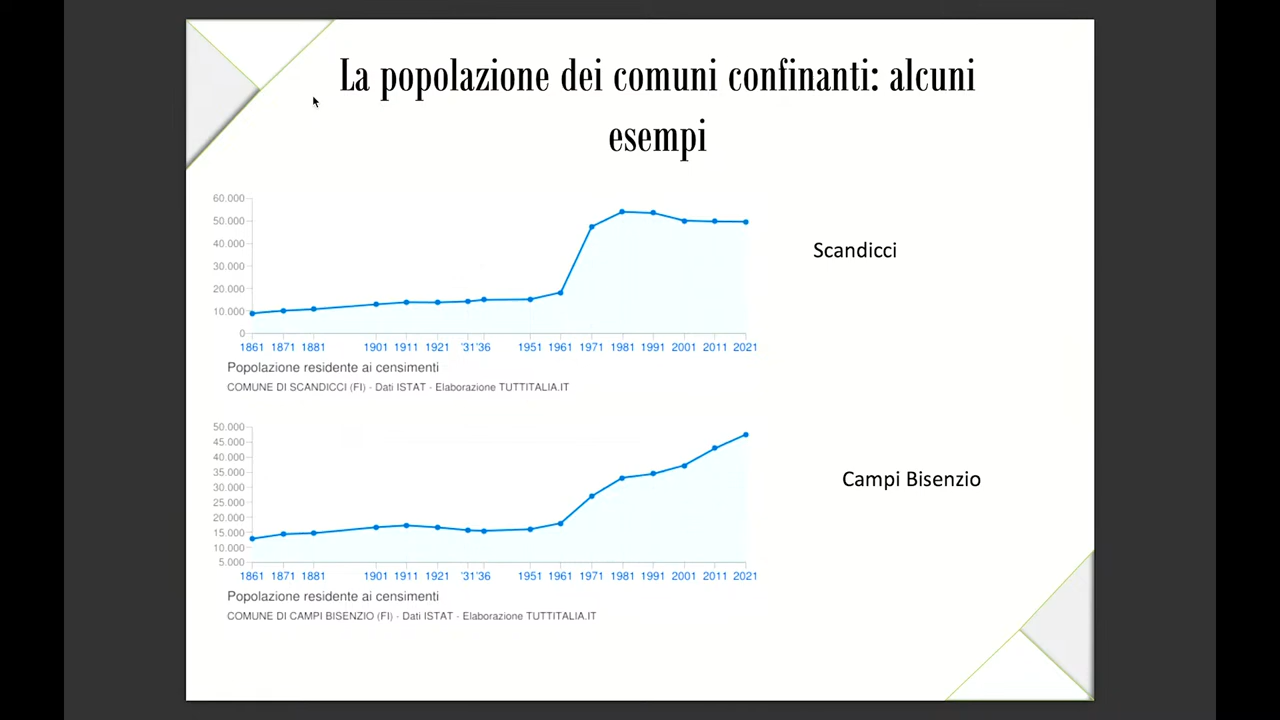 La popolazione dei comuni confinanti: alcuni
esempi
60.000
50.000
40.000
30.000
20.000
10.000
0
1861 1871 1881 1901 1911 1921 '31 '36 1951 1961 1971 1981 1991 2001 2011 2021
Popolazione residente ai censimenti
COMUNE DI SCANDICCI (FI) - Dati ISTAT - Elaborazione TUTTITALIA.IT
Scandicci
50.000
45.000
40.000
35.000
30.000
25.000
20.000
15.000
10.000
5.000
1861 1871 1881 1901 1911 1921 '31 '36 1951 1961 1971 1981 1991 2001 2011 2021
Popolazione residente ai censimenti
COMUNE DI CAMPI BISENZIO (FI) - Dati ISTAT - Elaborazione TUTTITALIA.IT
Campi Bisenzio